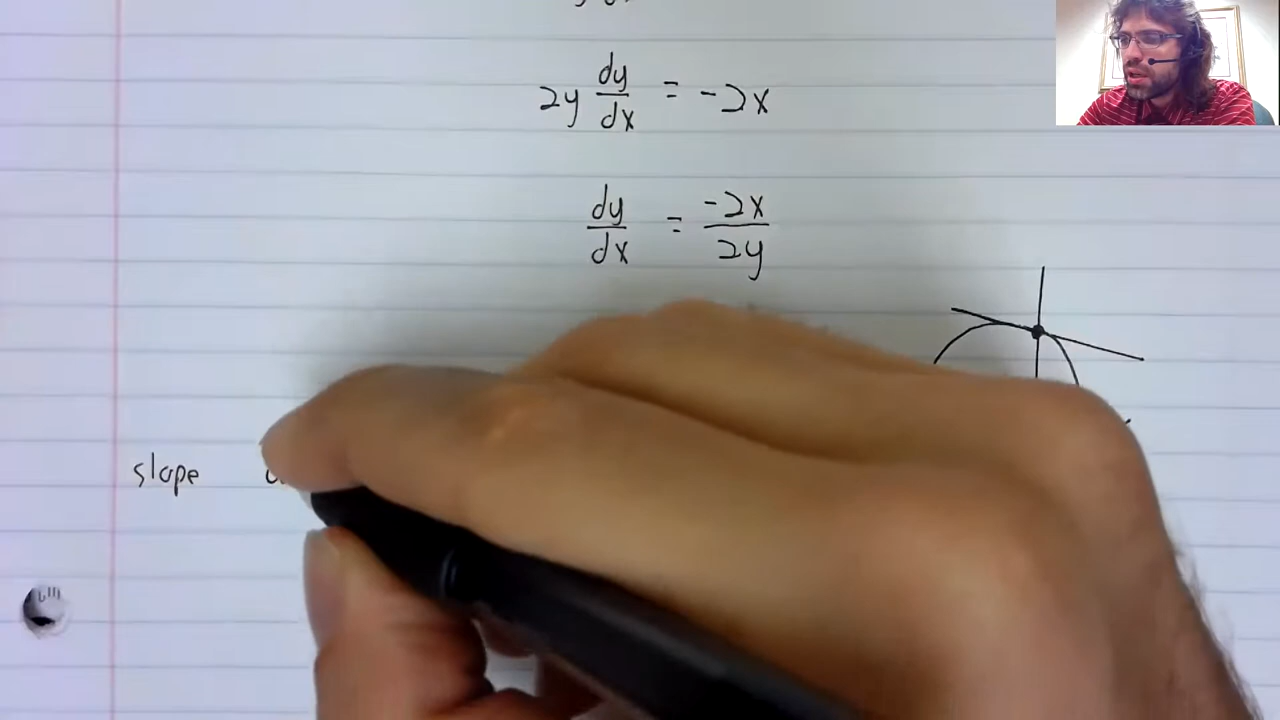 2y dy/dx = -2x
dy/dx = -2x/2y
slope